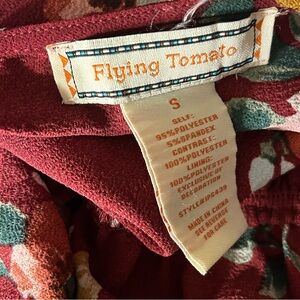 Flying Tomato
S
SELF:
95%POLYESTER
5%SPANDEX
CONTRAST:
100%POLYESTER
LINING:
100%POLYESTER
EXCLUSIVE OF
DECORATION
MADE IN CHINA
SEE REVERSE
FOR CARE